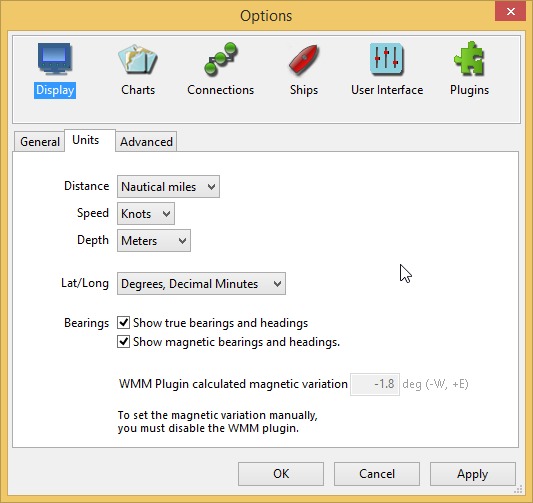 Options
Display Charts Connections Ships User Interface Plugins
General Units Advanced
Distance Nautical miles
Speed Knots
Depth Meters
Lat/Long Degrees, Decimal Minutes
Bearings Show true bearings and headings
Show magnetic bearings and headings.
WMM Plugin calculated magnetic variation -1.8 deg (-W, +E)
To set the magnetic variation manually,
you must disable the WMM plugin.
OK Cancel Apply